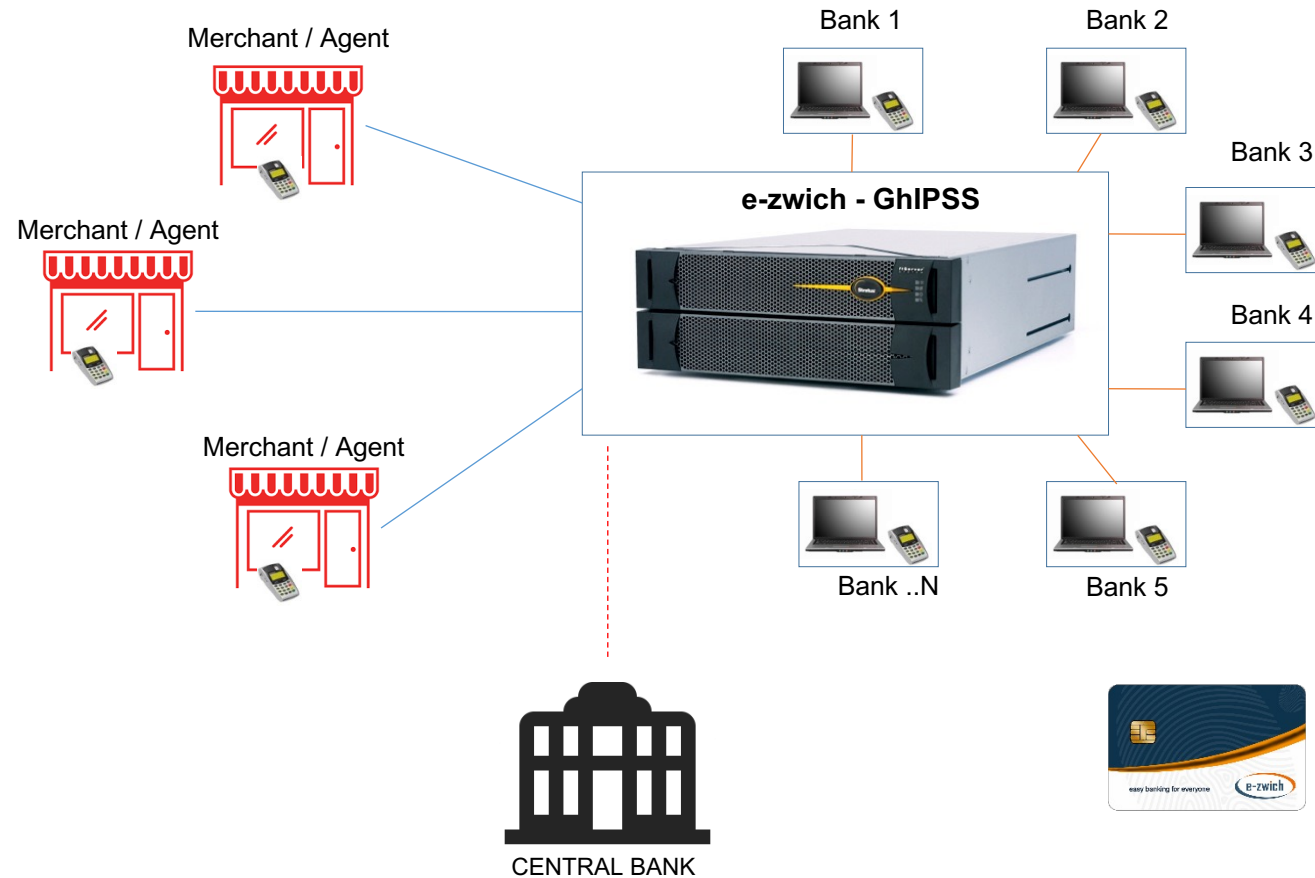 Bank 1
Bank 2
Merchant / Agent
Bank 3
e-zwich - GhIPSS
Merchant / Agent
Bank 4
Merchant / Agent
Bank ..N
Bank 5
easy banking for everyone
e-zwich
CENTRAL BANK